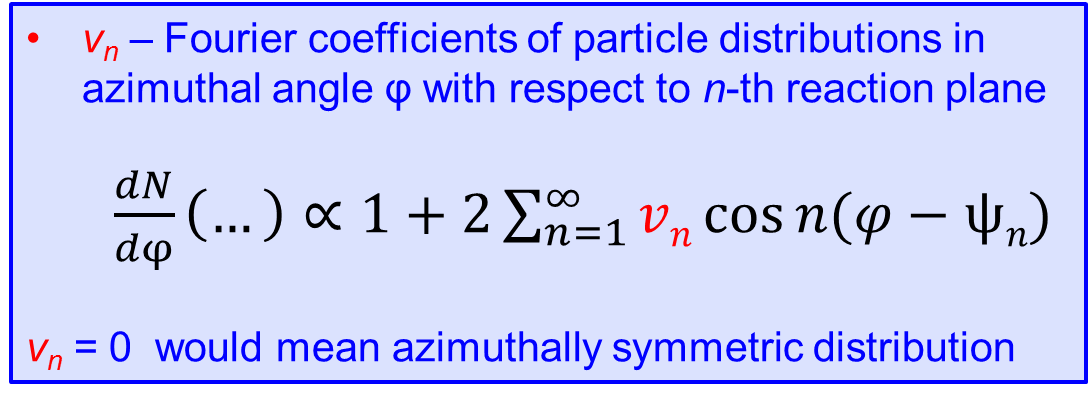 • vₙ – Fourier coefficients of particle distributions in
azimuthal angle φ with respect to n-th reaction plane
dN/dφ (…) ∝ 1 + 2 ∑_{n=1}^{∞} vₙ cos n(φ − ψₙ)
vₙ = 0 would mean azimuthally symmetric distribution